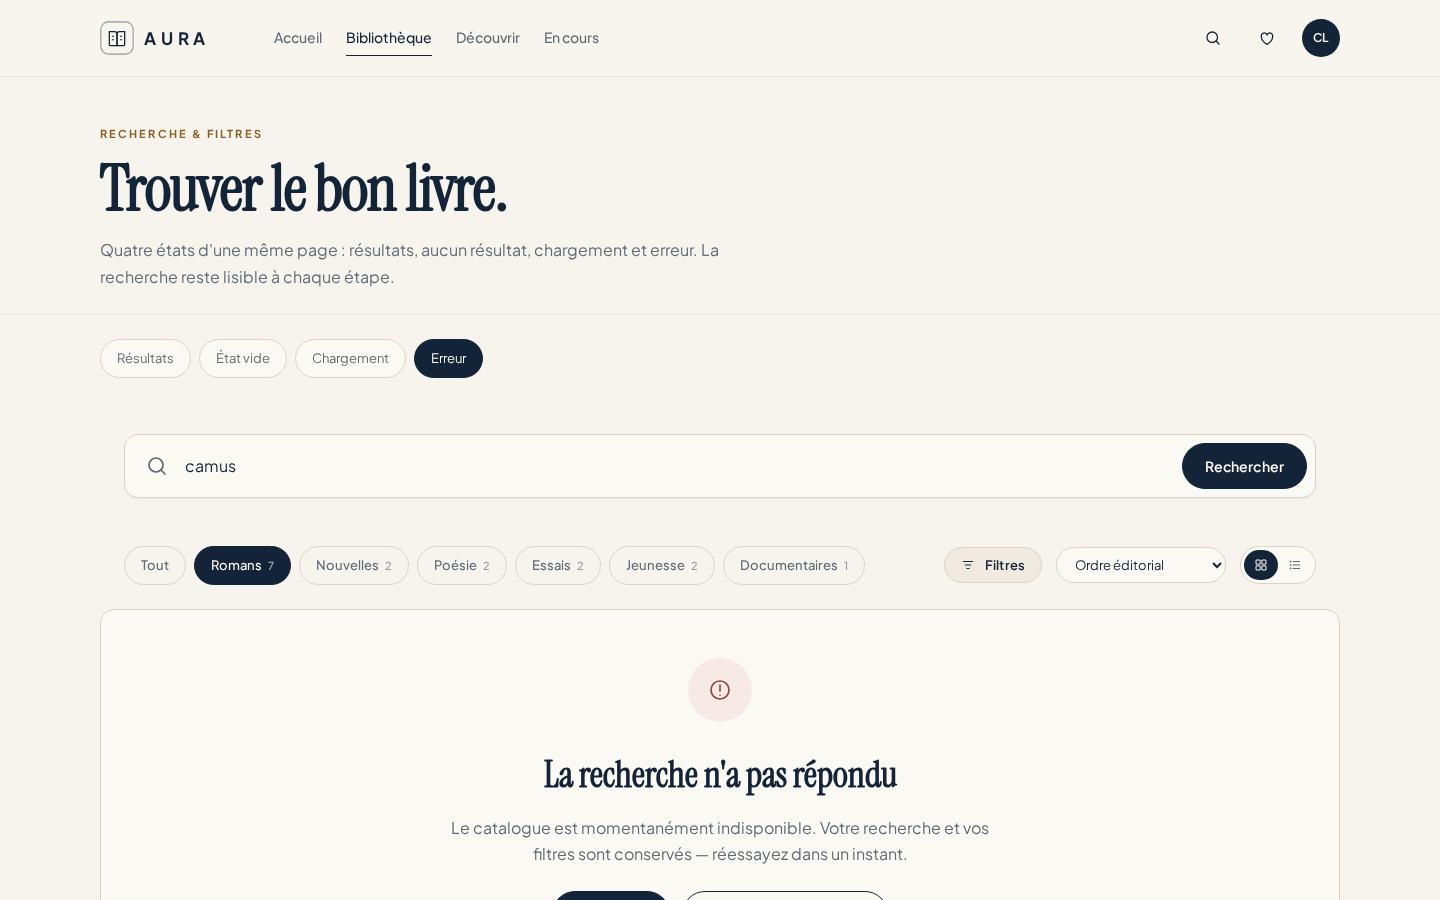 AURA
Accueil
Bibliothèque
Découvrir
En cours
CL
RECHERCHE & FILTRES
Trouver le bon livre.
Quatre états d'une même page : résultats, aucun résultat, chargement et erreur. La
recherche reste lisible à chaque étape.
Résultats
État vide
Chargement
Erreur
camus
Rechercher
Tout
Romans 7
Nouvelles 2
Poésie 2
Essais 2
Jeunesse 2
Documentaires 1
Filtres
Ordre éditorial
La recherche n'a pas répondu
Le catalogue est momentanément indisponible. Votre recherche et vos
filtres sont conservés — réessayez dans un instant.